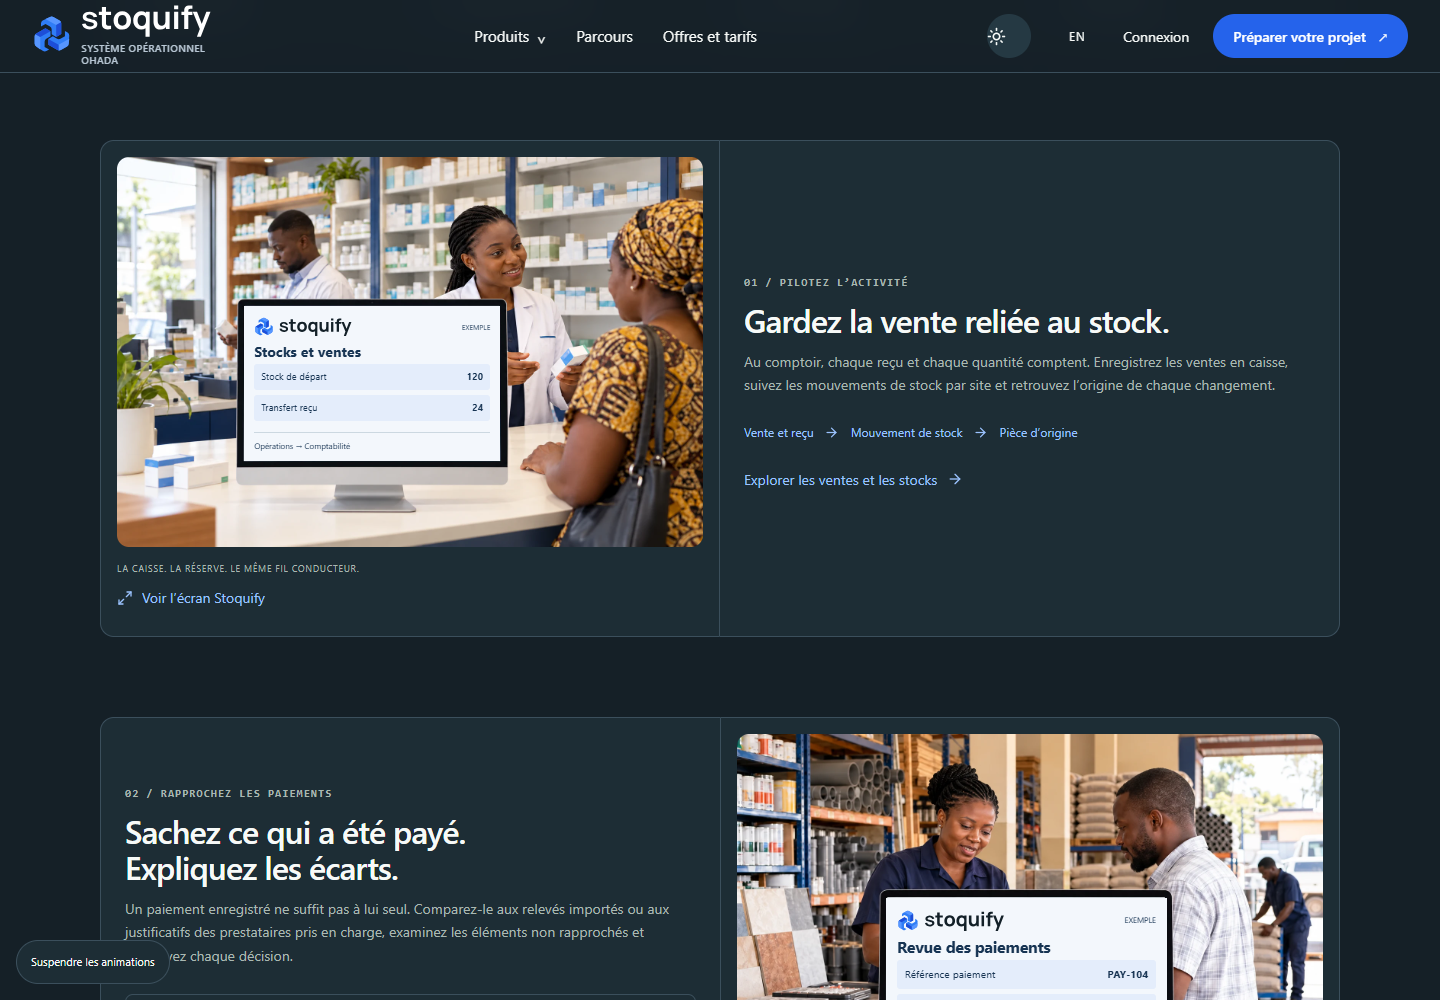 stoquify
SYSTÈME OPÉRATIONNEL
OHADA
Produits
Parcours
Offres et tarifs
EN
Connexion
Préparer votre projet ↗
stoquify
EXEMPLE
Stocks et ventes
Stock de départ 120
Transfert reçu 24
Opérations → Comptabilité
LA CAISSE. LA RÉSERVE. LE MÊME FIL CONDUCTEUR.
Voir l'écran Stoquify
01 / PILOTEZ L’ACTIVITÉ
Gardez la vente reliée au stock.
Au comptoir, chaque reçu et chaque quantité comptent. Enregistrez les ventes en caisse,
suivez les mouvements de stock par site et retrouvez l’origine de chaque changement.
Vente et reçu → Mouvement de stock → Pièce d’origine
Explorer les ventes et les stocks →
02 / RAPPROCHEZ LES PAIEMENTS
Sachez ce qui a été payé.
Expliquez les écarts.
Un paiement enregistré ne suffit pas à lui seul. Comparez-le aux relevés importés ou aux
justificatifs des prestataires pris en charge, examinez les éléments non rapprochés et
chaque décision.
Suspendre les animations
stoquify
EXEMPLE
Revue des paiements
Référence paiement PAY-104